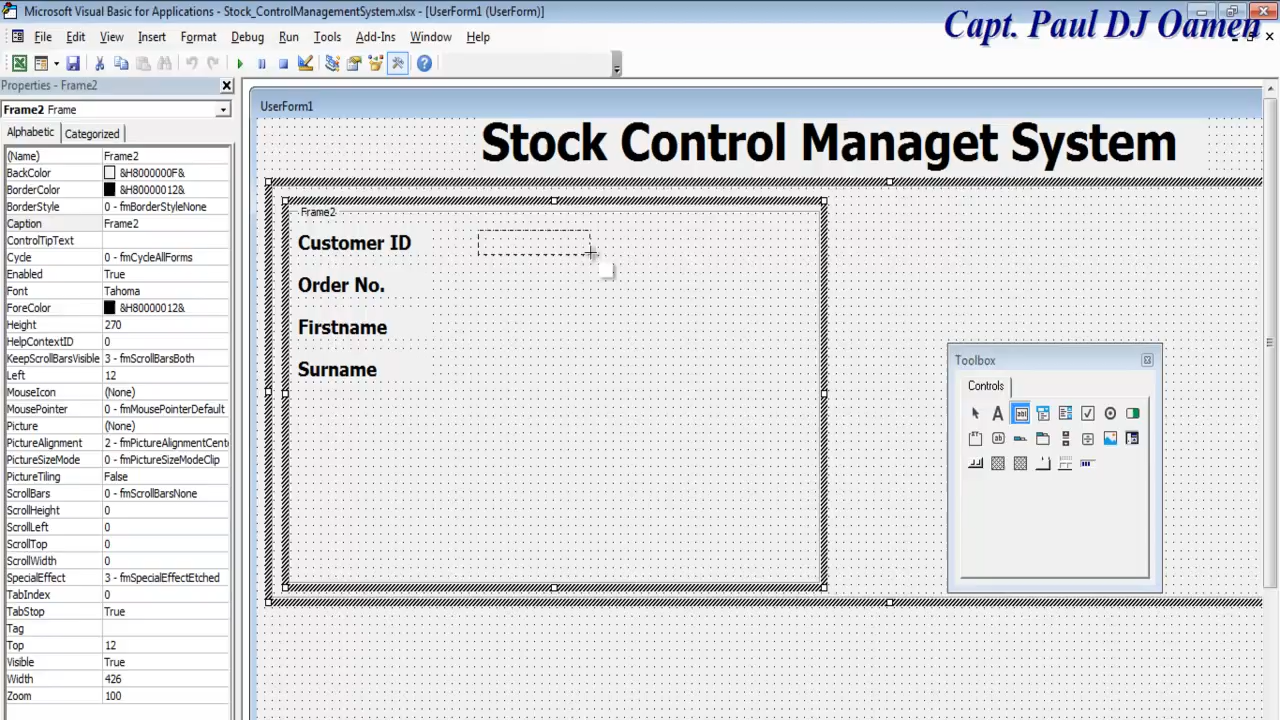 Microsoft Visual Basic for Applications - Stock_ControlManagementSystem.xlsx - [UserForm1 (UserForm)]
Capt. Paul DJ Oamen
File Edit View Insert Format Debug Run Tools Add-Ins Window Help
Properties - Frame2
Frame2 Frame
Alphabetic Categorized
(Name) Frame2
BackColor &H8000000F&
BorderColor &H80000012&
BorderStyle 0 - fmBorderStyleNone
Caption Frame2
ControlTipText
Cycle 0 - fmCycleAllForms
Enabled True
Font Tahoma
ForeColor &H80000012&
Height 270
HelpContextID 0
KeepScrollBarsVisible 3 - fmScrollBarsBoth
Left 12
MouseIcon (None)
MousePointer 0 - fmMousePointerDefault
Picture (None)
PictureAlignment 2 - fmPictureAlignmentCent
PictureSizeMode 0 - fmPictureSizeModeClip
PictureTiling False
ScrollBars 0 - fmScrollBarsNone
ScrollHeight 0
ScrollLeft 0
ScrollTop 0
ScrollWidth 0
SpecialEffect 3 - fmSpecialEffectEtched
TabIndex 0
TabStop True
Tag
Top 12
Visible True
Width 426
Zoom 100
UserForm1
Stock Control Managet System
Frame2
Customer ID
Order No.
Firstname
Surname
Toolbox
Controls